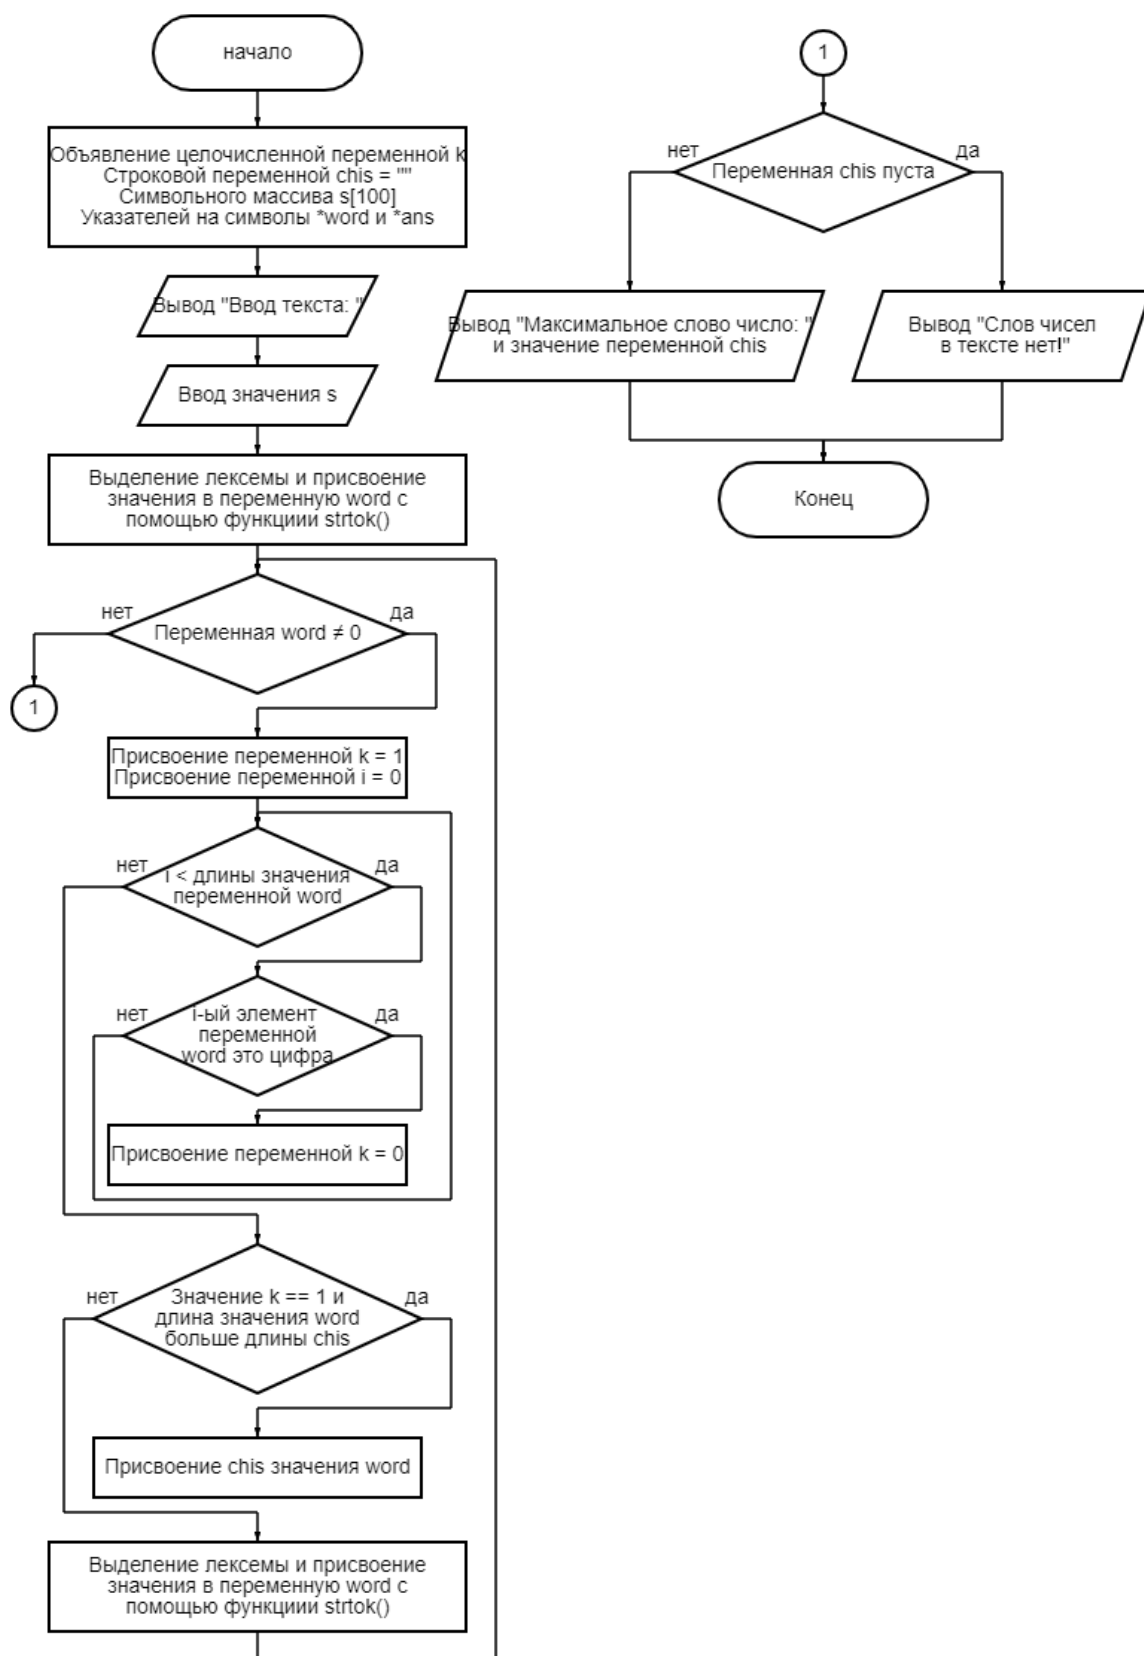 начало
Объявление целочисленной переменной k
Строковой переменной chis = ""
Символьного массива s[100]
Указателей на символы *word и *ans
Вывод "Ввод текста: "
Ввод значения s
Выделение лексемы и присвоение
значения в переменную word с
помощью функциии strtok()
нет
да
Переменная word ≠ 0
1
Присвоение переменной k = 1
Присвоение переменной i = 0
нет
да
i < длины значения
переменной word
нет
да
i-ый элемент
переменной
word это цифра
Присвоение переменной k = 0
нет
да
Значение k == 1 и
длина значения word
больше длины chis
Присвоение chis значения word
Выделение лексемы и присвоение
значения в переменную word с
помощью функциии strtok()
1
нет
да
Переменная chis пуста
Вывод "Максимальное слово число: "
и значение переменной chis
Вывод "Слов чисел
в тексте нет!"
Конец